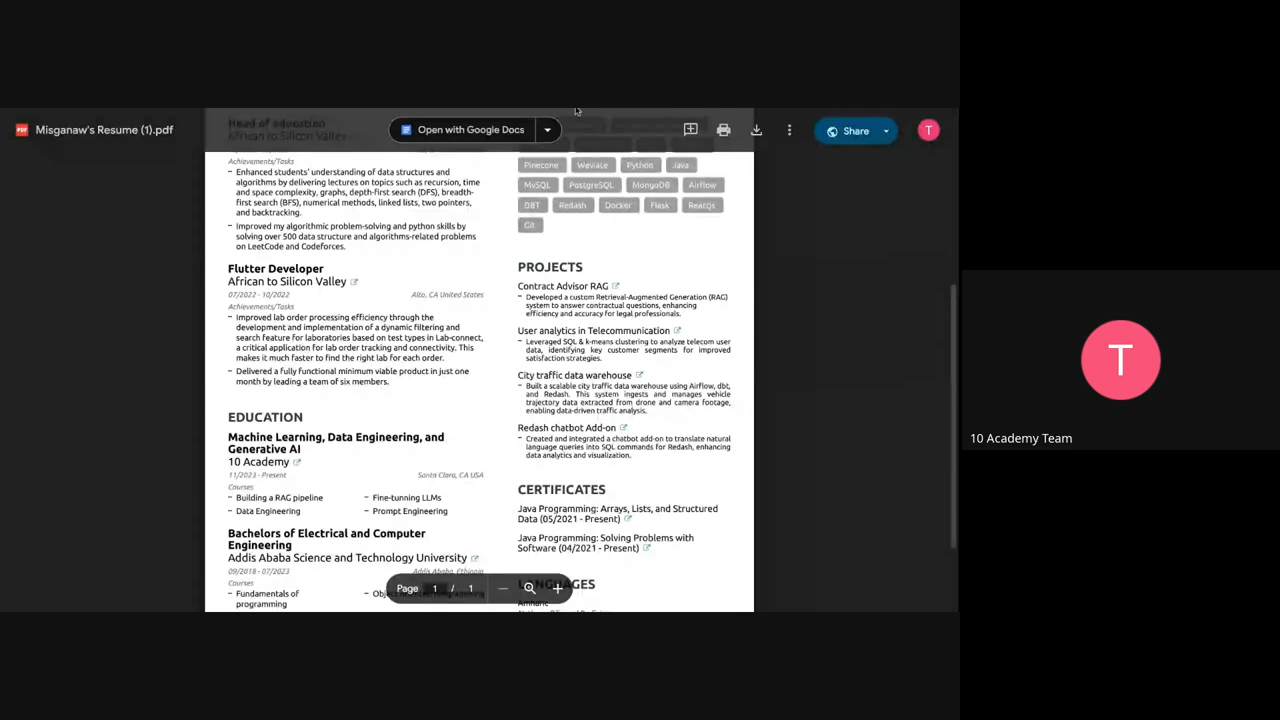 Misganaw's Resume (1).pdf
Open with Google Docs
Share
T
Head of education
African to Silicon Valley
Achievements/Tasks
– Enhanced students' understanding of data structures and
algorithms by delivering lectures on topics such as recursion, time
and space complexity, graphs, depth-first search (DFS), breadth-
first search (BFS), numerical methods, linked lists, two pointers,
and backtracking.
– Improved my algorithmic problem-solving and python skills by
solving over 500 data structure and algorithms-related problems
on LeetCode and Codeforces.
Flutter Developer
African to Silicon Valley
07/2022 - 10/2022
Alto, CA United States
Achievements/Tasks
– Improved lab order processing efficiency through the
development and implementation of a dynamic filtering and
search feature for laboratories based on test types in Lab-connect,
a critical application for lab order tracking and connectivity. This
makes it much faster to find the right lab for each order.
– Delivered a fully functional minimum viable product in just one
month by leading a team of six members.
EDUCATION
Machine Learning, Data Engineering, and
Generative AI
10 Academy
11/2023 - Present
Santa Clara, CA USA
Courses
– Building a RAG pipeline
– Fine-tunning LLMs
– Data Engineering
– Prompt Engineering
Bachelors of Electrical and Computer
Engineering
Addis Ababa Science and Technology University
09/2018 - 07/2023
Addis Ababa, Ethiopia
Courses
– Fundamentals of
programming
– Object oriented programming
Pinecone Weviate Python Java
MySQL PostgreSQL MongoDB Airflow
DBT Redash Docker Flask Reactjs
Git
PROJECTS
Contract Advisor RAG
– Developed a custom Retrieval-Augmented Generation (RAG)
system to answer contractual questions, enhancing
efficiency and accuracy for legal professionals.
User analytics in Telecommunication
– Leveraged SQL & k-means clustering to analyze telecom user
data, identifying key customer segments for improved
satisfaction strategies.
City traffic data warehouse
– Built a scalable city traffic data warehouse using Airflow, dbt,
and Redash. This system ingests and manages vehicle
trajectory data extracted from drone and camera footage,
enabling data-driven traffic analysis.
Redash chatbot Add-on
– Created and integrated a chatbot add-on to translate natural
language queries into SQL commands for Redash, enhancing
data analytics and visualization.
CERTIFICATES
Java Programming: Arrays, Lists, and Structured
Data (05/2021 - Present)
Java Programming: Solving Problems with
Software (04/2021 - Present)
LANGUAGES
Amharic
Page 1 / 1
T
10 Academy Team